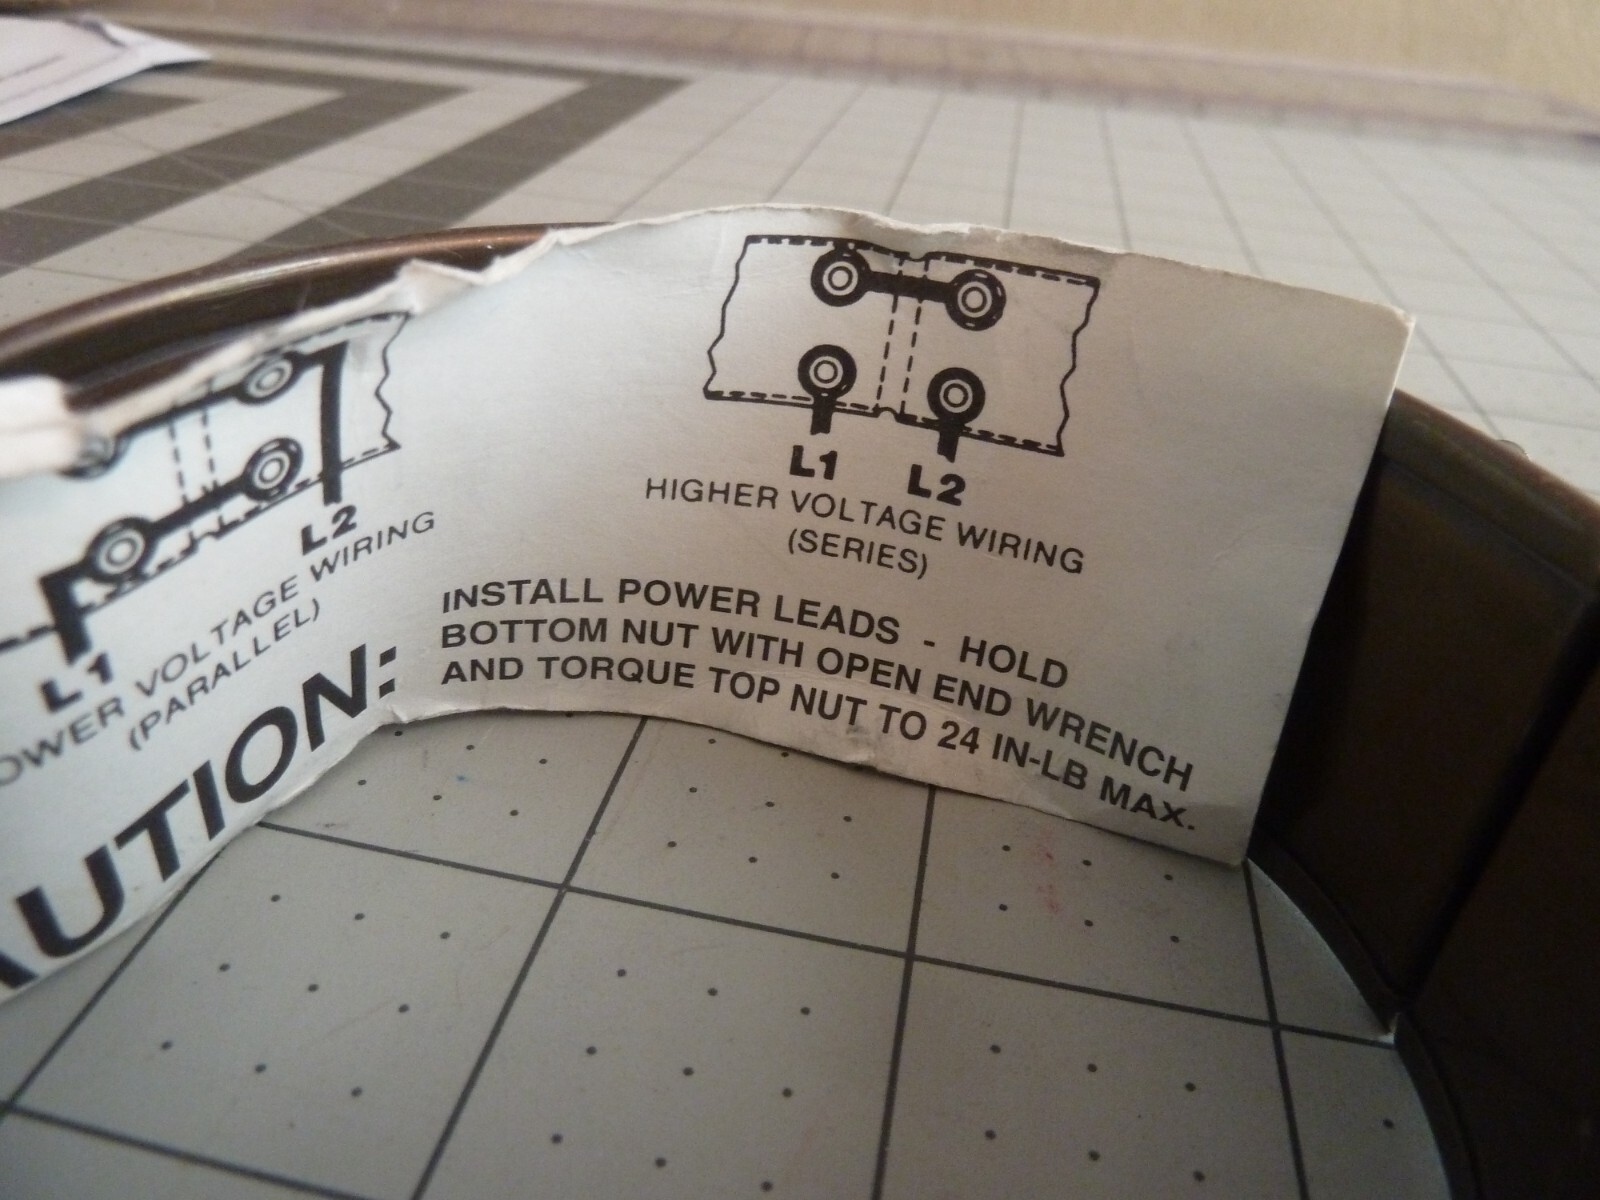 L1 L2
OWER VOLTAGE WIRING
(PARALLEL)
L1 L2
HIGHER VOLTAGE WIRING
(SERIES)
AUTION:
INSTALL POWER LEADS - HOLD
BOTTOM NUT WITH OPEN END WRENCH
AND TORQUE TOP NUT TO 24 IN-LB MAX.